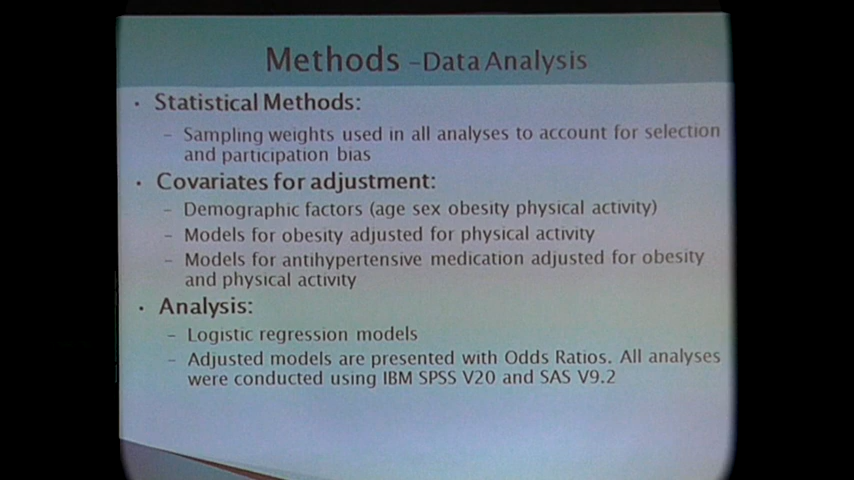 Methods -Data Analysis
• Statistical Methods:
– Sampling weights used in all analyses to account for selection
and participation bias
• Covariates for adjustment:
– Demographic factors (age sex obesity physical activity)
– Models for obesity adjusted for physical activity
– Models for antihypertensive medication adjusted for obesity
and physical activity
• Analysis:
– Logistic regression models
– Adjusted models are presented with Odds Ratios. All analyses
were conducted using IBM SPSS V20 and SAS V9.2